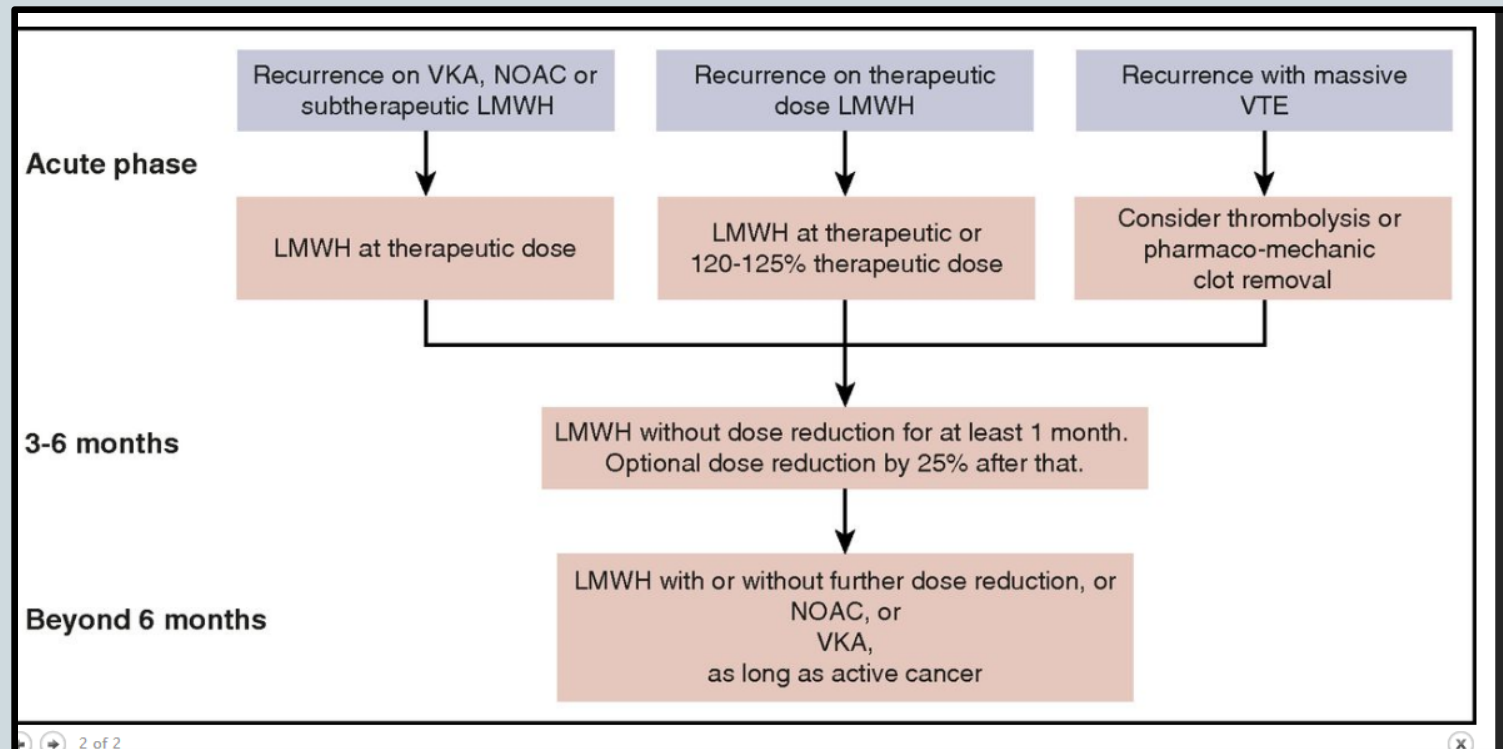 Recurrence on VKA, NOAC or
subtherapeutic LMWH
Recurrence on therapeutic
dose LMWH
Recurrence with massive
VTE
Acute phase
LMWH at therapeutic dose
LMWH at therapeutic or
120-125% therapeutic dose
Consider thrombolysis or
pharmaco-mechanic
clot removal
3-6 months
LMWH without dose reduction for at least 1 month.
Optional dose reduction by 25% after that.
Beyond 6 months
LMWH with or without further dose reduction, or
NOAC, or
VKA,
as long as active cancer
2 of 2
X